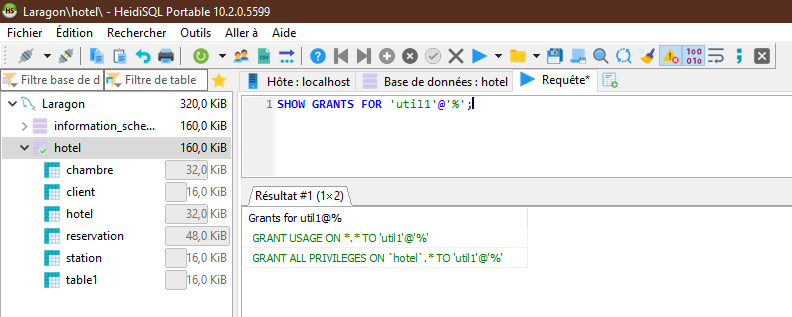 Laragon\hotel\ - HeidiSQL Portable 10.2.0.5599
Fichier Édition Rechercher Outils Aller à Aide
Filtre base de d Filtre de table
Hôte : localhost Base de données : hotel Requête*
Laragon 320,0 KiB
information_sche... 160,0 KiB
hotel 160,0 KiB
chambre 32,0 KiB
client 16,0 KiB
hotel 32,0 KiB
reservation 48,0 KiB
station 16,0 KiB
table1 16,0 KiB
1 SHOW GRANTS FOR 'util1'@'%';
Résultat #1 (1×2)
Grants for util1@%
GRANT USAGE ON *.* TO 'util1'@'%'
GRANT ALL PRIVILEGES ON `hotel`.* TO 'util1'@'%'